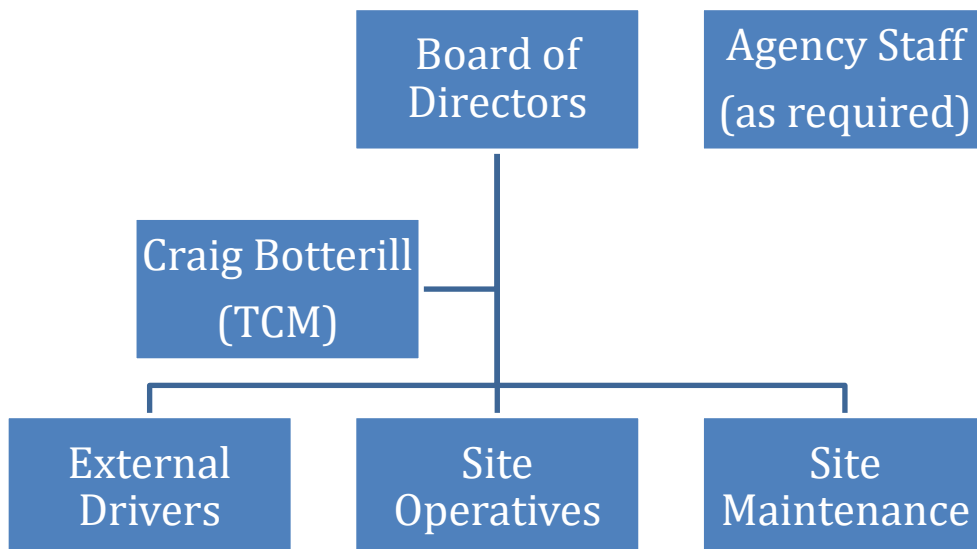 Board of
Directors
Agency Staff
(as required)
Craig Botterill
(TCM)
External
Drivers
Site
Operatives
Site
Maintenance